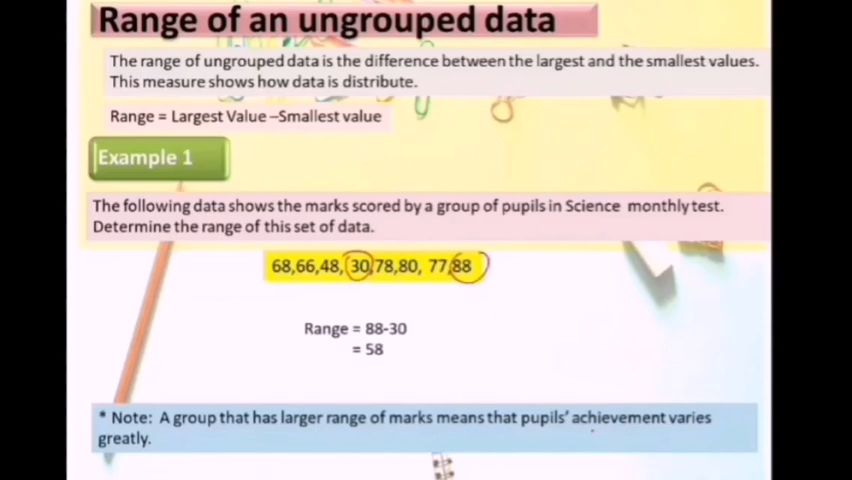 Range of an ungrouped data
The range of ungrouped data is the difference between the largest and the smallest values.
This measure shows how data is distribute.
Range = Largest Value –Smallest value
Example 1
The following data shows the marks scored by a group of pupils in Science monthly test.
Determine the range of this set of data.
68,66,48, 30,78,80, 77,88
Range = 88-30
= 58
* Note: A group that has larger range of marks means that pupils' achievement varies
greatly.